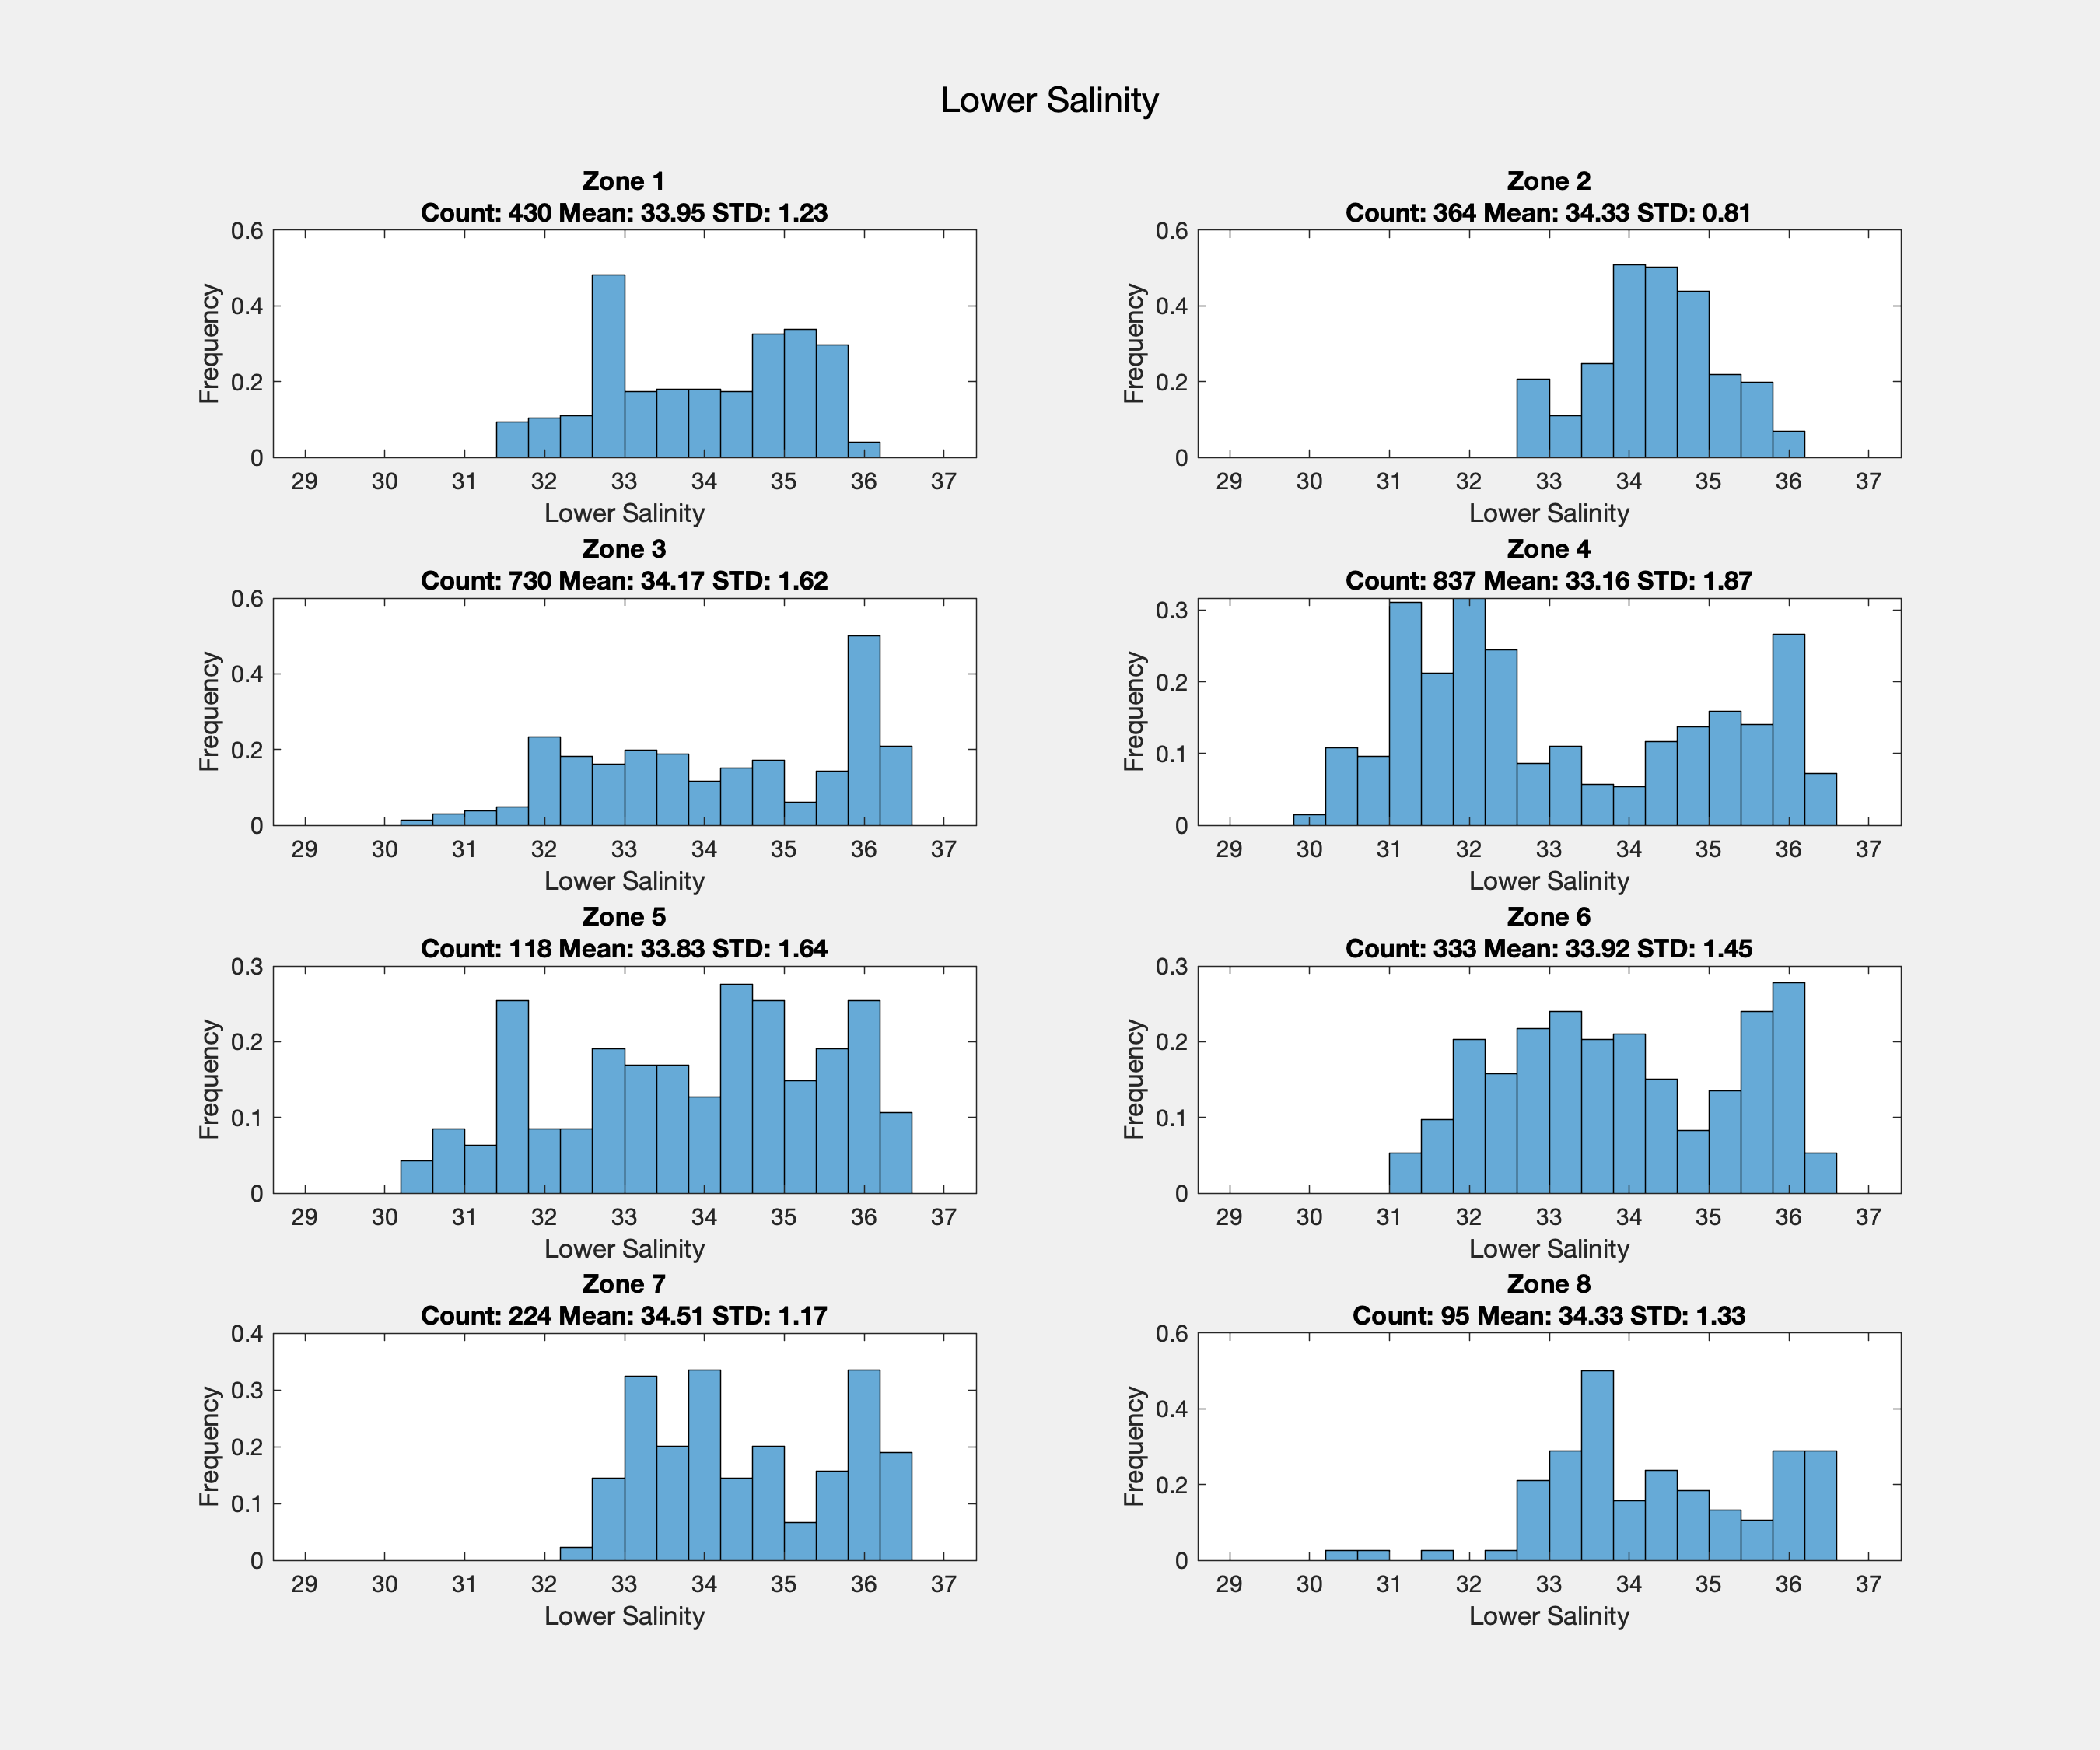 Lower Salinity
Zone 1
Count: 430 Mean: 33.95 STD: 1.23
0.6
0.4
0.2
0
Frequency
29 30 31 32 33 34 35 36 37
Lower Salinity
Zone 2
Count: 364 Mean: 34.33 STD: 0.81
0.6
0.4
0.2
0
Frequency
29 30 31 32 33 34 35 36 37
Lower Salinity
Zone 3
Count: 730 Mean: 34.17 STD: 1.62
0.6
0.4
0.2
0
Frequency
29 30 31 32 33 34 35 36 37
Lower Salinity
Zone 4
Count: 837 Mean: 33.16 STD: 1.87
0.3
0.2
0.1
0
Frequency
29 30 31 32 33 34 35 36 37
Lower Salinity
Zone 5
Count: 118 Mean: 33.83 STD: 1.64
0.3
0.2
0.1
0
Frequency
29 30 31 32 33 34 35 36 37
Lower Salinity
Zone 6
Count: 333 Mean: 33.92 STD: 1.45
0.3
0.2
0.1
0
Frequency
29 30 31 32 33 34 35 36 37
Lower Salinity
Zone 7
Count: 224 Mean: 34.51 STD: 1.17
0.4
0.3
0.2
0.1
0
Frequency
29 30 31 32 33 34 35 36 37
Lower Salinity
Zone 8
Count: 95 Mean: 34.33 STD: 1.33
0.6
0.4
0.2
0
Frequency
29 30 31 32 33 34 35 36 37
Lower Salinity